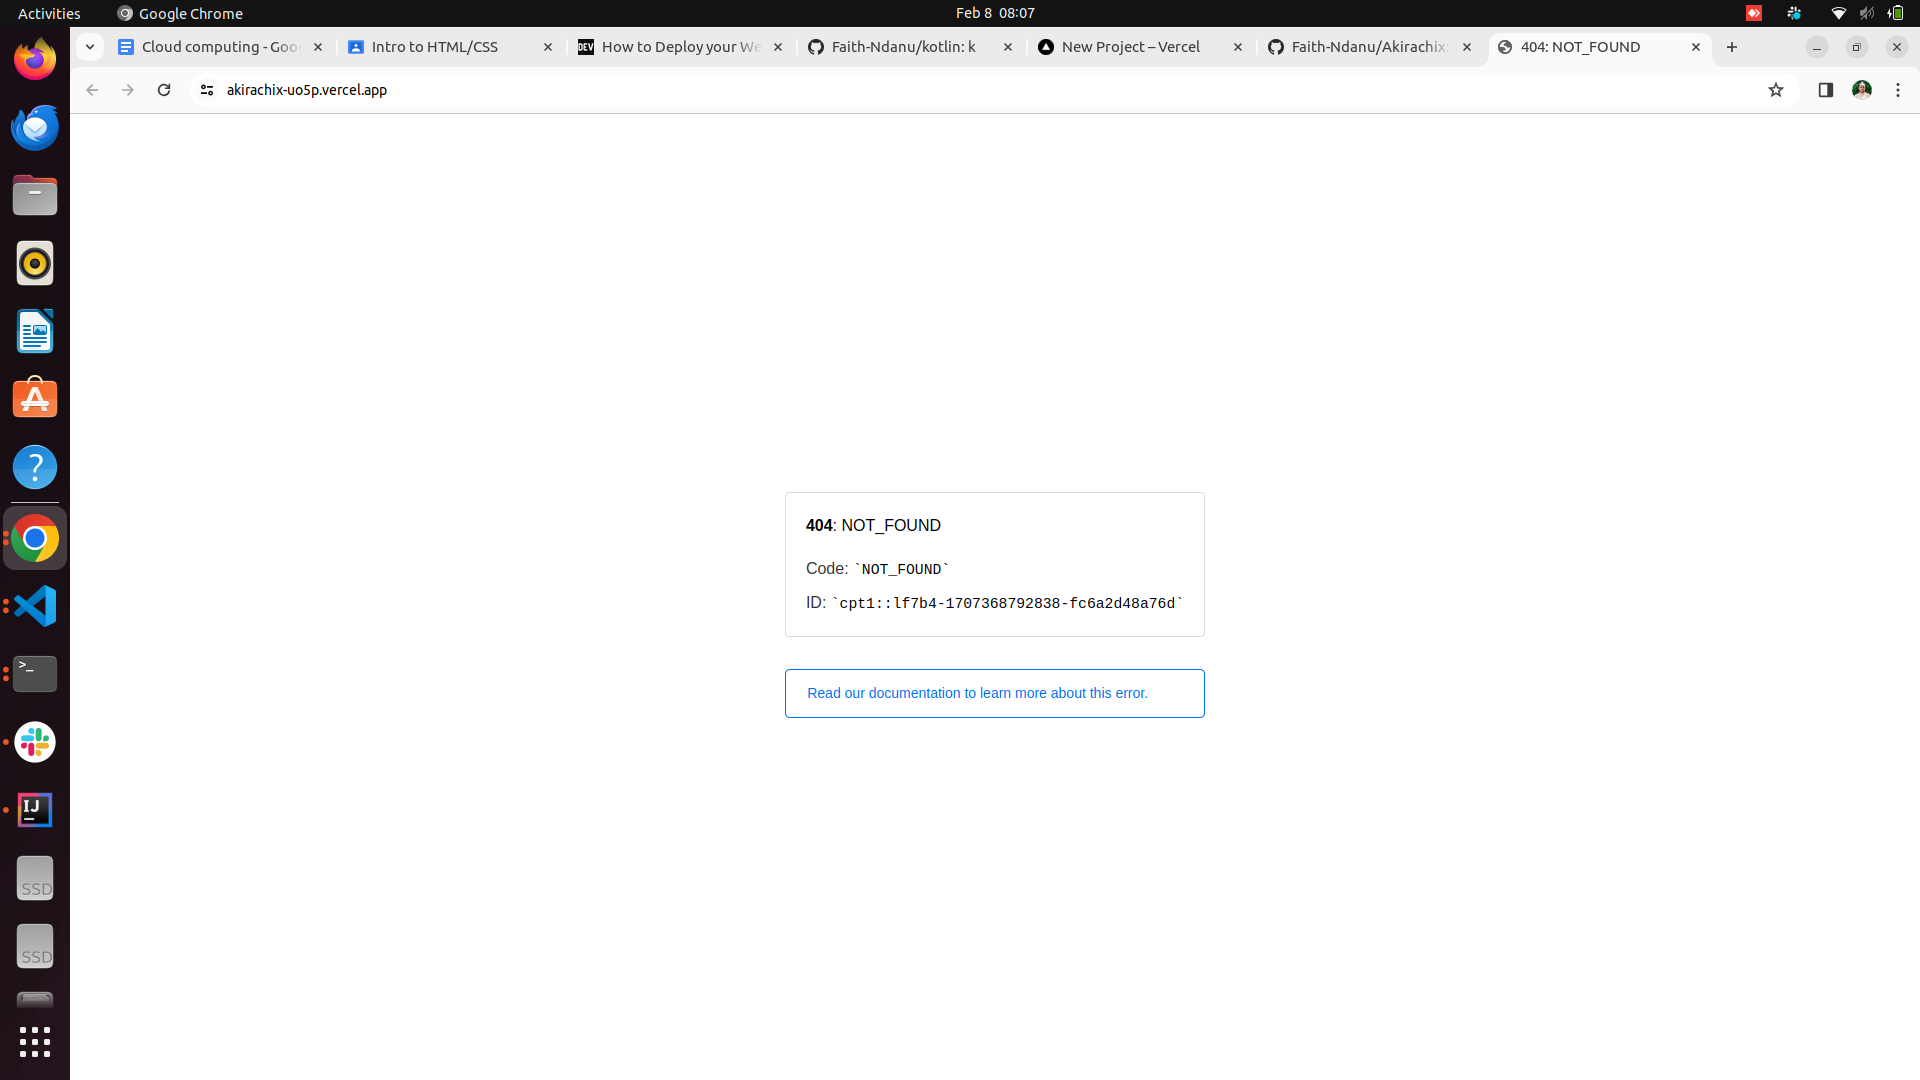 Activities
Google Chrome
Feb 8 08:07
Cloud computing - Goo
Intro to HTML/CSS
DEV
How to Deploy your We
Faith-Ndanu/kotlin: k
New Project – Vercel
Faith-Ndanu/Akirachix
404: NOT_FOUND
akirachix-uo5p.vercel.app
404: NOT_FOUND
Code: `NOT_FOUND`
ID: `cpt1::lf7b4-1707368792838-fc6a2d48a76d`
Read our documentation to learn more about this error.
>_
IJ
SSD
SSD